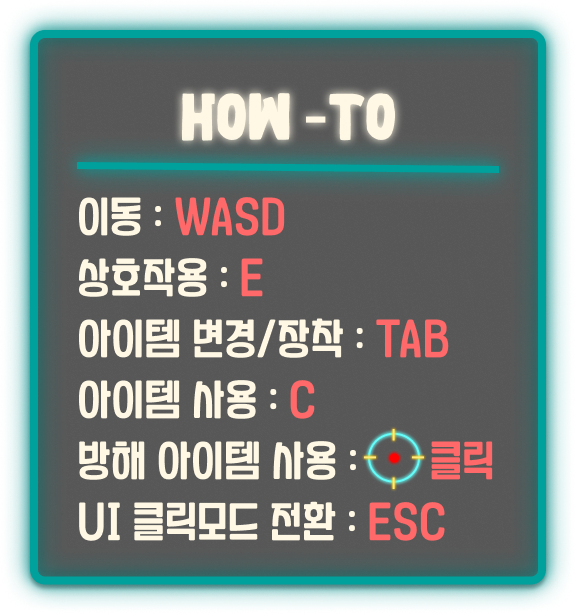 HOW -TO
이동 : WASD
상호작용 : E
아이템 변경/장착 : TAB
아이템 사용 : C
방해 아이템 사용 : 클릭
UI 클릭모드 전환 : ESC